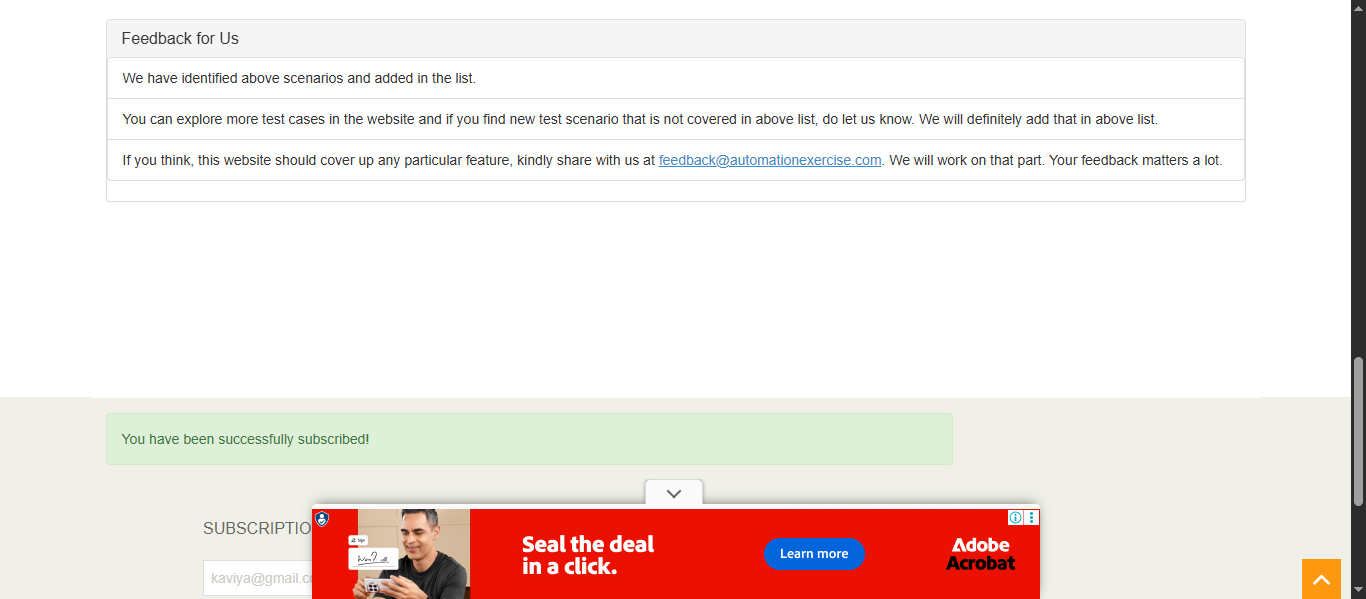 Feedback for Us
We have identified above scenarios and added in the list.
You can explore more test cases in the website and if you find new test scenario that is not covered in above list, do let us know. We will definitely add that in above list.
If you think, this website should cover up any particular feature, kindly share with us at feedback@automationexercise.com. We will work on that part. Your feedback matters a lot.
You have been successfully subscribed!
SUBSCRIPTIO
kaviya@gmail.c
Seal the deal
in a click.
Learn more
Adobe
Acrobat